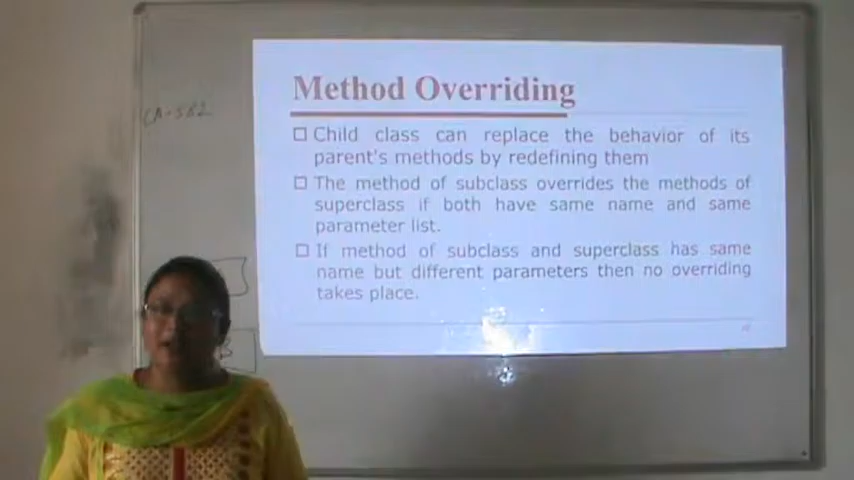 Method Overriding
Child class can replace the behavior of its
parent's methods by redefining them
The method of subclass overrides the methods of
superclass if both have same name and same
parameter list.
If method of subclass and superclass has same
name but different parameters then no overriding
takes place.